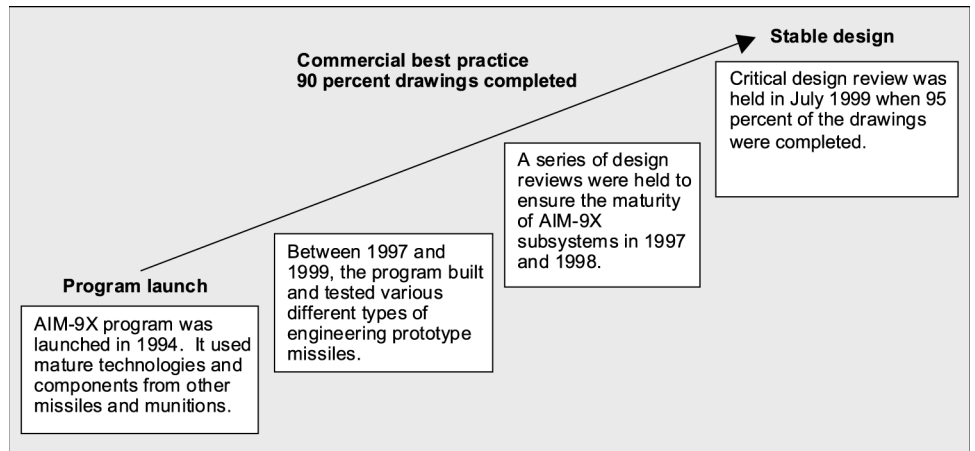 Stable design
Commercial best practice
90 percent drawings completed
Critical design review was
held in July 1999 when 95
percent of the drawings
were completed.
A series of design
reviews were held to
ensure the maturity
of AIM-9X
subsystems in 1997
and 1998.
Between 1997 and
1999, the program built
and tested various
different types of
engineering prototype
missiles.
Program launch
AIM-9X program was
launched in 1994.  It used
mature technologies and
components from other
missiles and munitions.